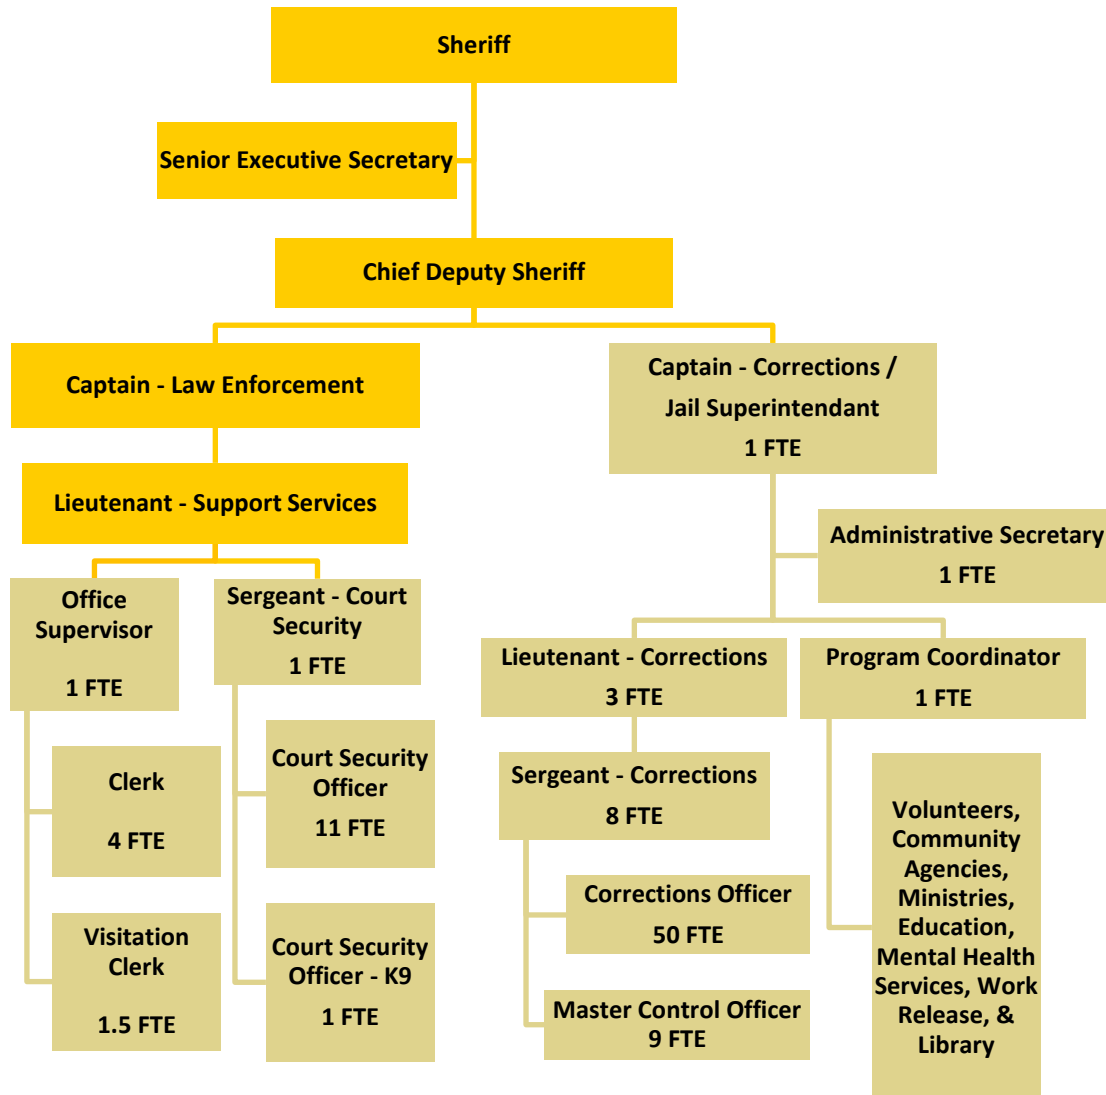 Sheriff
Senior Executive Secretary
Chief Deputy Sheriff
Captain - Law Enforcement
Lieutenant - Support Services
Office
Supervisor
1 FTE
Clerk
4 FTE
Visitation
Clerk
1.5 FTE
Sergeant - Court
Security
1 FTE
Court Security
Officer
11 FTE
Court Security
Officer - K9
1 FTE
Captain - Corrections /
Jail Superintendant
1 FTE
Administrative Secretary
1 FTE
Lieutenant - Corrections
3 FTE
Sergeant - Corrections
8 FTE
Corrections Officer
50 FTE
Master Control Officer
9 FTE
Program Coordinator
1 FTE
Volunteers,
Community
Agencies,
Ministries,
Education,
Mental Health
Services, Work
Release, &
Library